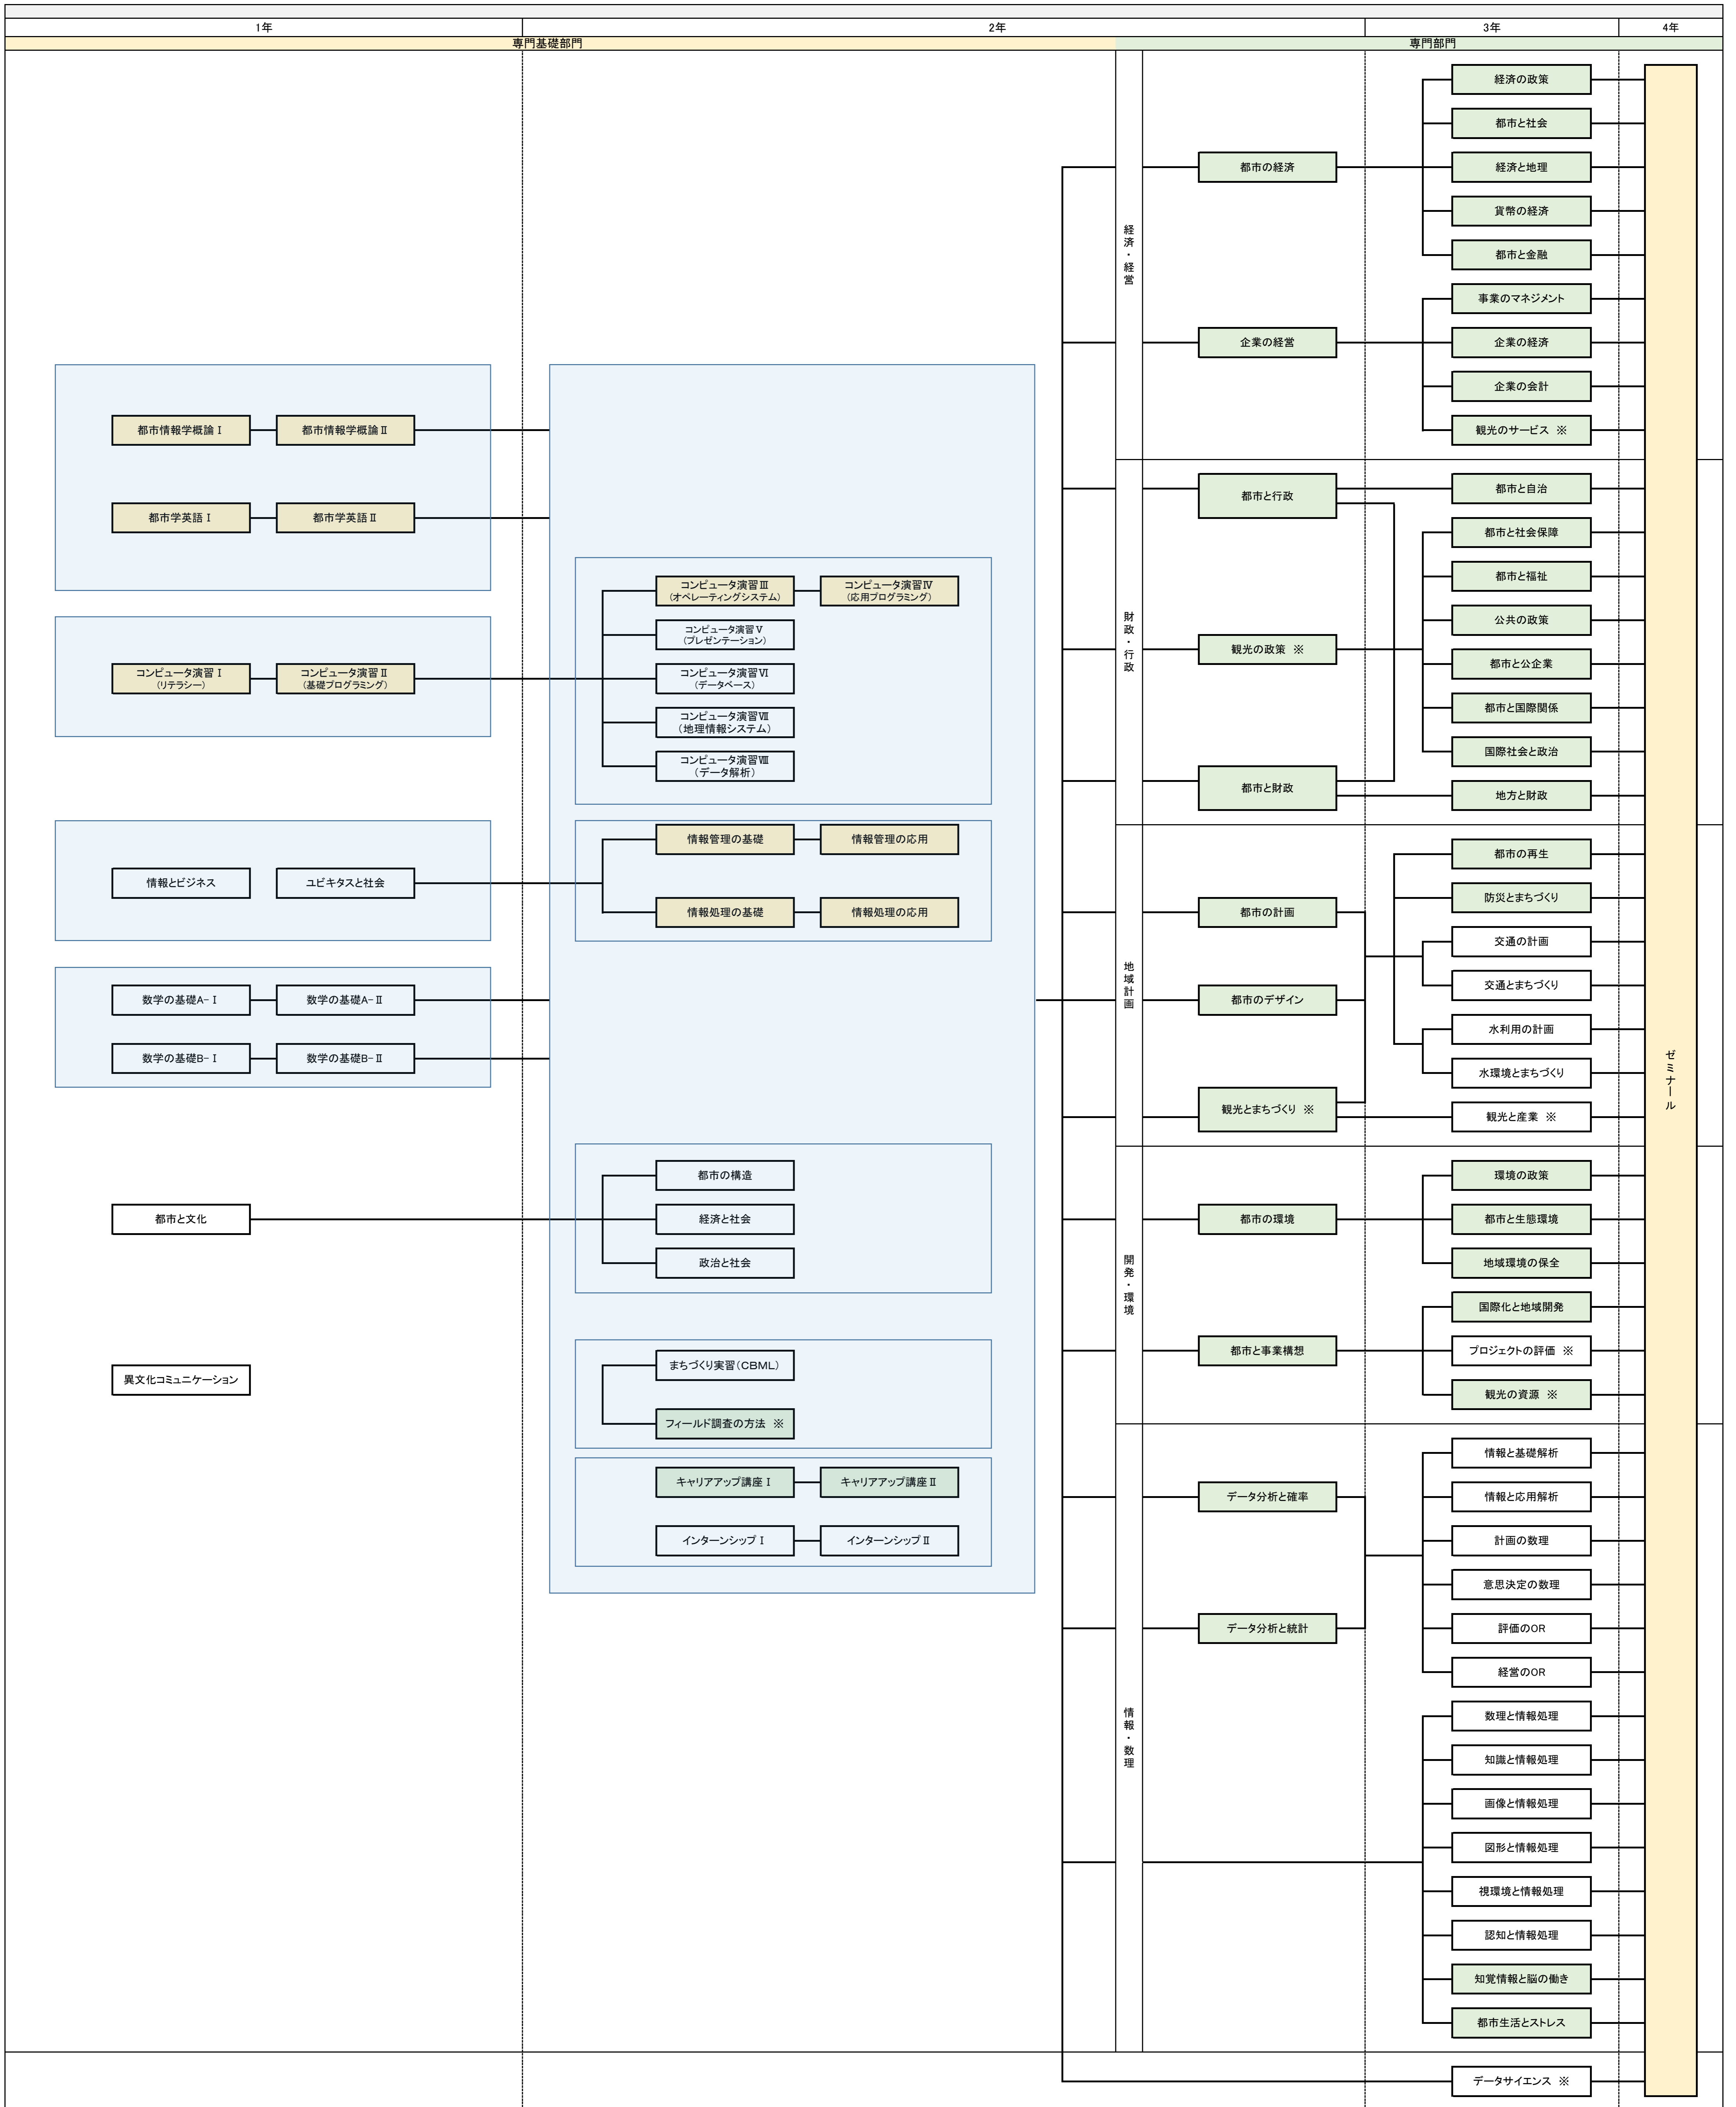 1年
2年
3年
4年
専門基礎部門
専門部門
都市情報学概論Ⅰ
都市情報学概論Ⅱ
都市学英語Ⅰ
都市学英語Ⅱ
コンピュータ演習Ⅰ
(リテラシー)
コンピュータ演習Ⅱ
(基礎プログラミング)
情報とビジネス
ユビキタスと社会
数学の基礎A-Ⅰ
数学の基礎A-Ⅱ
数学の基礎B-Ⅰ
数学の基礎B-Ⅱ
都市と文化
異文化コミュニケーション
コンピュータ演習Ⅲ
(オペレーティングシステム)
コンピュータ演習Ⅳ
(応用プログラミング)
コンピュータ演習Ⅴ
(プレゼンテーション)
コンピュータ演習Ⅵ
(データベース)
コンピュータ演習Ⅶ
(地理情報システム)
コンピュータ演習Ⅷ
(データ解析)
情報管理の基礎
情報管理の応用
情報処理の基礎
情報処理の応用
都市の構造
経済と社会
政治と社会
まちづくり実習(CBML)
フィールド調査の方法 ※
キャリアアップ講座Ⅰ
キャリアアップ講座Ⅱ
インターンシップⅠ
インターンシップⅡ
経済・経営
都市の経済
企業の経営
経済の政策
都市と社会
経済と地理
貨幣の経済
都市と金融
事業のマネジメント
企業の経済
企業の会計
観光のサービス ※
財政・行政
都市と行政
観光の政策 ※
都市と財政
都市と自治
都市と社会保障
都市と福祉
公共の政策
都市と公企業
都市と国際関係
国際社会と政治
地方と財政
地域計画
都市の計画
都市のデザイン
観光とまちづくり ※
都市の再生
防災とまちづくり
交通の計画
交通とまちづくり
水利用の計画
水環境とまちづくり
観光と産業 ※
開発・環境
都市の環境
都市と事業構想
環境の政策
都市と生態環境
地域環境の保全
国際化と地域開発
プロジェクトの評価 ※
観光の資源 ※
情報・数理
データ分析と確率
データ分析と統計
情報と基礎解析
情報と応用解析
計画の数理
意思決定の数理
評価のOR
経営のOR
数理と情報処理
知識と情報処理
画像と情報処理
図形と情報処理
視環境と情報処理
認知と情報処理
知覚情報と脳の働き
都市生活とストレス
データサイエンス ※
ゼミナール